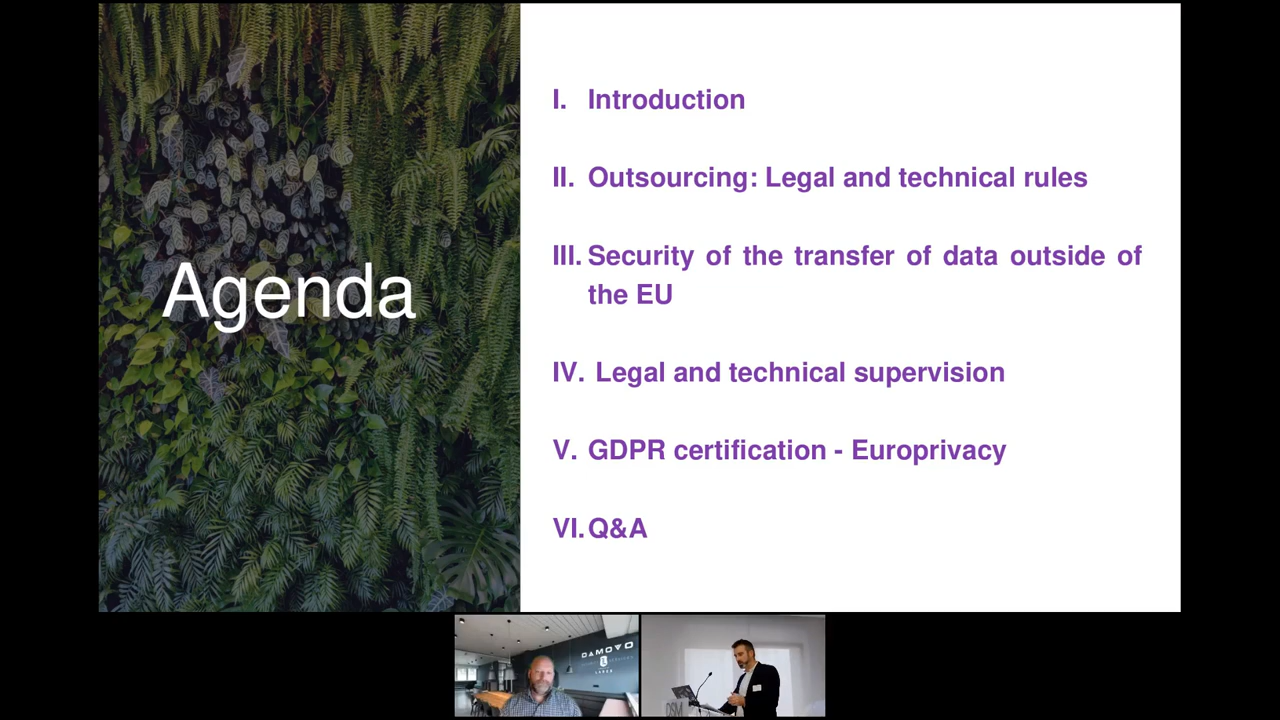 Agenda
I. Introduction
II. Outsourcing: Legal and technical rules
III. Security of the transfer of data outside of
the EU
IV. Legal and technical supervision
V. GDPR certification - Europrivacy
VI. Q&A
DAMOVO